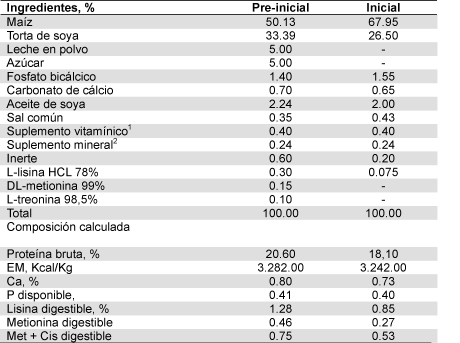 Ingredientes, % Pre-inicial Inicial
Maíz 50.13 67.95
Torta de soya 33.39 26.50
Leche en polvo 5.00 -
Azúcar 5.00 -
Fosfato bicálcico 1.40 1.55
Carbonato de cálcio 0.70 0.65
Aceite de soya 2.24 2.00
Sal común 0.35 0.43
Suplemento vitamínico1 0.40 0.40
Suplemento mineral2 0.24 0.24
Inerte 0.60 0.20
L-lisina HCL 78% 0.30 0.075
DL-metionina 99% 0.15 -
L-treonina 98,5% 0.10 -
Total 100.00 100.00
Composición calculada
Proteína bruta, % 20.60 18,10
EM, Kcal/Kg 3.282.00 3.242.00
Ca, % 0.80 0.73
P disponible, 0.41 0.40
Lisina digestible, % 1.28 0.85
Metionina digestible 0.46 0.27
Met + Cis digestible 0.75 0.53